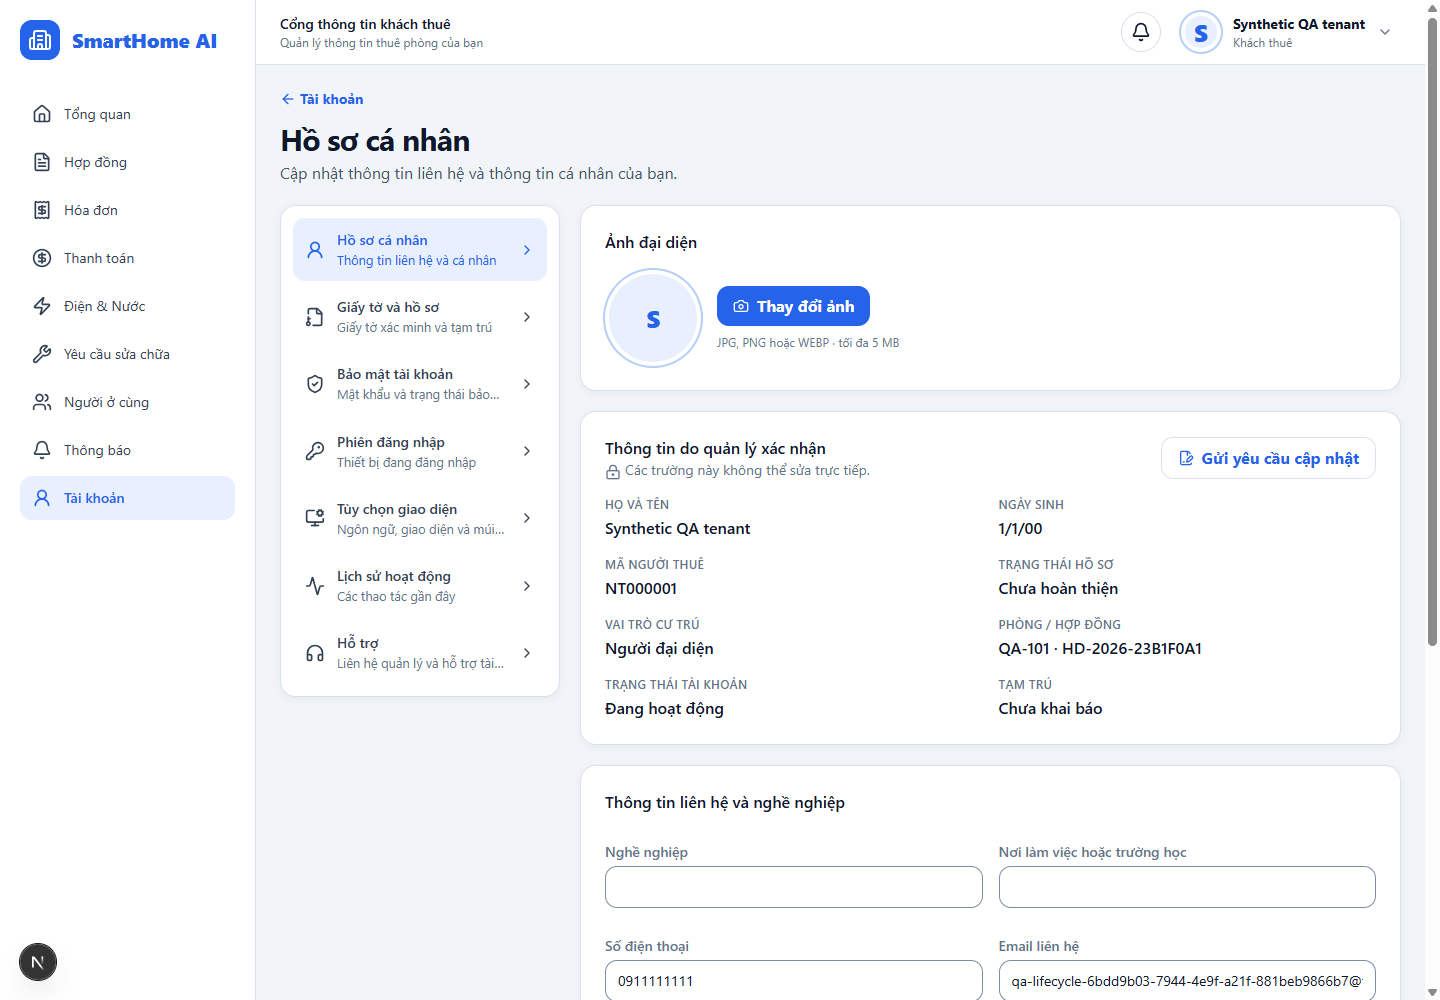 SmartHome AI
Tổng quan
Hợp đồng
Hóa đơn
Thanh toán
Điện & Nước
Yêu cầu sửa chữa
Người ở cùng
Thông báo
Tài khoản
N
Cổng thông tin khách thuê
Quản lý thông tin thuê phòng của bạn
S
Synthetic QA tenant
Khách thuê
Tài khoản
Hồ sơ cá nhân
Cập nhật thông tin liên hệ và thông tin cá nhân của bạn.
Hồ sơ cá nhân
Thông tin liên hệ và cá nhân
Giấy tờ và hồ sơ
Giấy tờ xác minh và tạm trú
Bảo mật tài khoản
Mật khẩu và trạng thái bảo...
Phiên đăng nhập
Thiết bị đang đăng nhập
Tùy chọn giao diện
Ngôn ngữ, giao diện và múi...
Lịch sử hoạt động
Các thao tác gần đây
Hỗ trợ
Liên hệ quản lý và hỗ trợ tài...
Ảnh đại diện
S
Thay đổi ảnh
JPG, PNG hoặc WEBP · tối đa 5 MB
Thông tin do quản lý xác nhận
Các trường này không thể sửa trực tiếp.
Gửi yêu cầu cập nhật
HỌ VÀ TÊN
Synthetic QA tenant
NGÀY SINH
1/1/00
MÃ NGƯỜI THUÊ
NT000001
TRẠNG THÁI HỒ SƠ
Chưa hoàn thiện
VAI TRÒ CƯ TRÚ
Người đại diện
PHÒNG / HỢP ĐỒNG
QA-101 · HD-2026-23B1F0A1
TRẠNG THÁI TÀI KHOẢN
Đang hoạt động
TẠM TRÚ
Chưa khai báo
Thông tin liên hệ và nghề nghiệp
Nghề nghiệp
Nơi làm việc hoặc trường học
Số điện thoại
0911111111
Email liên hệ
qa-lifecycle-6bdd9b03-7944-4e9f-a21f-881beb9866b7@